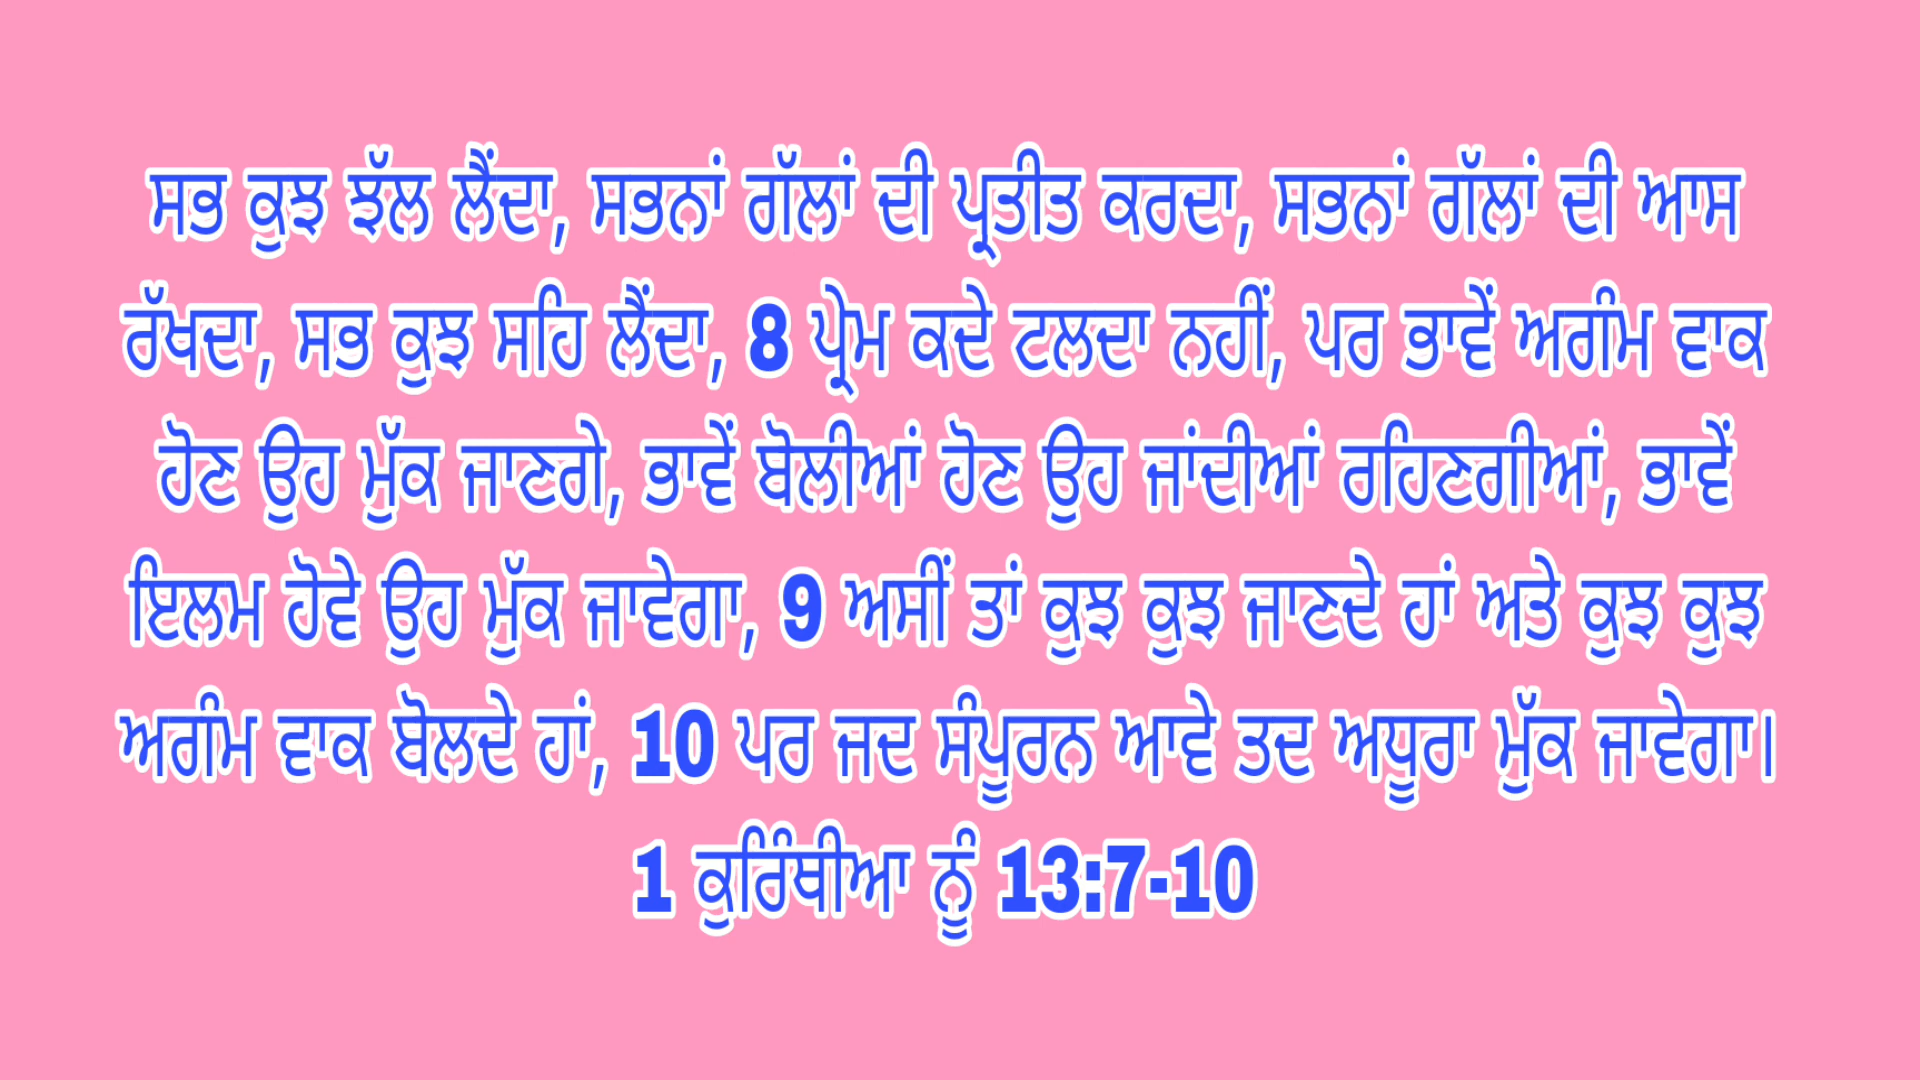 ਸਭ ਕੁਝ ਝੱਲ ਲੈਂਦਾ, ਸਭਨਾਂ ਗੱਲਾਂ ਦੀ ਪ੍ਰਤੀਤ ਕਰਦਾ, ਸਭਨਾਂ ਗੱਲਾਂ ਦੀ ਆਸ
ਰੱਖਦਾ, ਸਭ ਕੁਝ ਸਹਿ ਲੈਂਦਾ, 8 ਪ੍ਰੇਮ ਕਦੇ ਟਲਦਾ ਨਹੀਂ, ਪਰ ਭਾਵੇਂ ਅਗੰਮ ਵਾਕ
ਹੋਣ ਉਹ ਮੁੱਕ ਜਾਣਗੇ, ਭਾਵੇਂ ਬੋਲੀਆਂ ਹੋਣ ਉਹ ਜਾਂਦੀਆਂ ਰਹਿਣਗੀਆਂ, ਭਾਵੇਂ
ਇਲਮ ਹੋਵੇ ਉਹ ਮੁੱਕ ਜਾਵੇਗਾ, 9 ਅਸੀਂ ਤਾਂ ਕੁਝ ਕੁਝ ਜਾਣਦੇ ਹਾਂ ਅਤੇ ਕੁਝ ਕੁਝ
ਅਗੰਮ ਵਾਕ ਬੋਲਦੇ ਹਾਂ, 10 ਪਰ ਜਦ ਸੰਪੂਰਨ ਆਵੇ ਤਦ ਅਧੂਰਾ ਮੁੱਕ ਜਾਵੇਗਾ।
1 ਕੁਰਿੰਥੀਆ ਨੂੰ 13:7-10